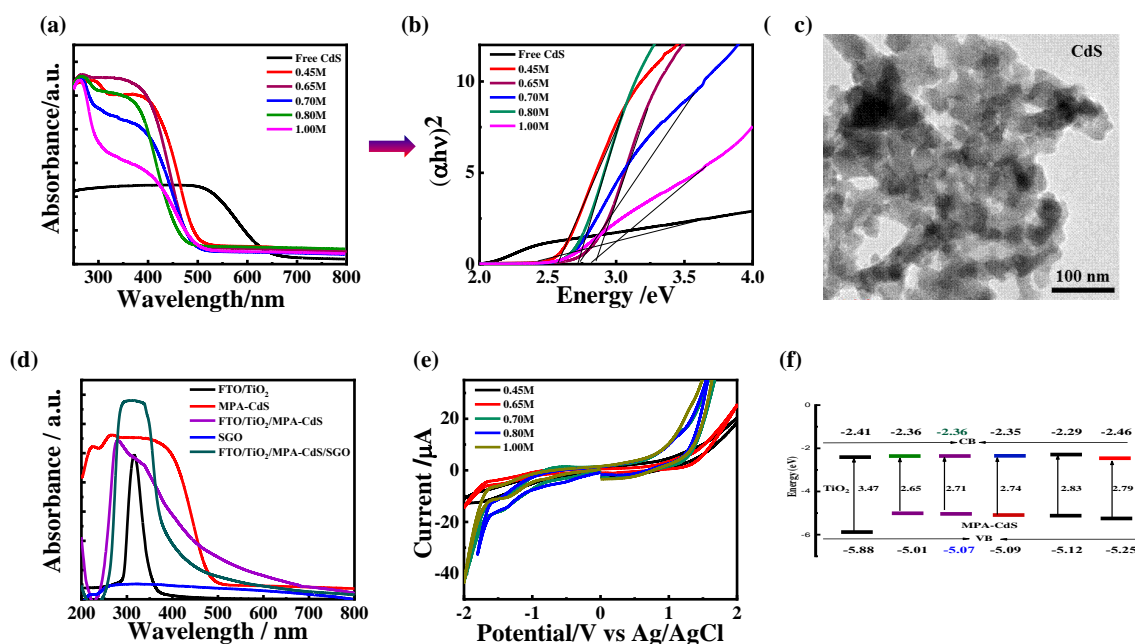 (a)
Free CdS
0.45M
0.65M
0.70M
0.80M
1.00M
Absorbance/a.u.
300 400 500 600 700 800
Wavelength/nm
(b)
Free CdS
0.45M
0.65M
0.70M
0.80M
1.00M
(αhν)²
10
5
0
2.0 2.5 3.0 3.5 4.0
Energy /eV
( c)
CdS
100 nm
(d)
FTO/TiO₂
MPA-CdS
FTO/TiO₂/MPA-CdS
SGO
FTO/TiO₂/MPA-CdS/SGO
Absorbance / a.u.
200 300 400 500 600 700 800
Wavelength / nm
(e)
0.45M
0.65M
0.70M
0.80M
1.00M
Current /µA
20
0
-20
-40
-2 -1 0 1 2
Potential/V vs Ag/AgCl
(f)
Energy(eV)
0
-2
-4
-6
-2.41 -2.36 -2.36 -2.35 -2.29 -2.46
CB
TiO₂ 3.47 2.65 2.71 2.74 2.83 2.79
MPA-CdS
VB
-5.88 -5.01 -5.07 -5.09 -5.12 -5.25